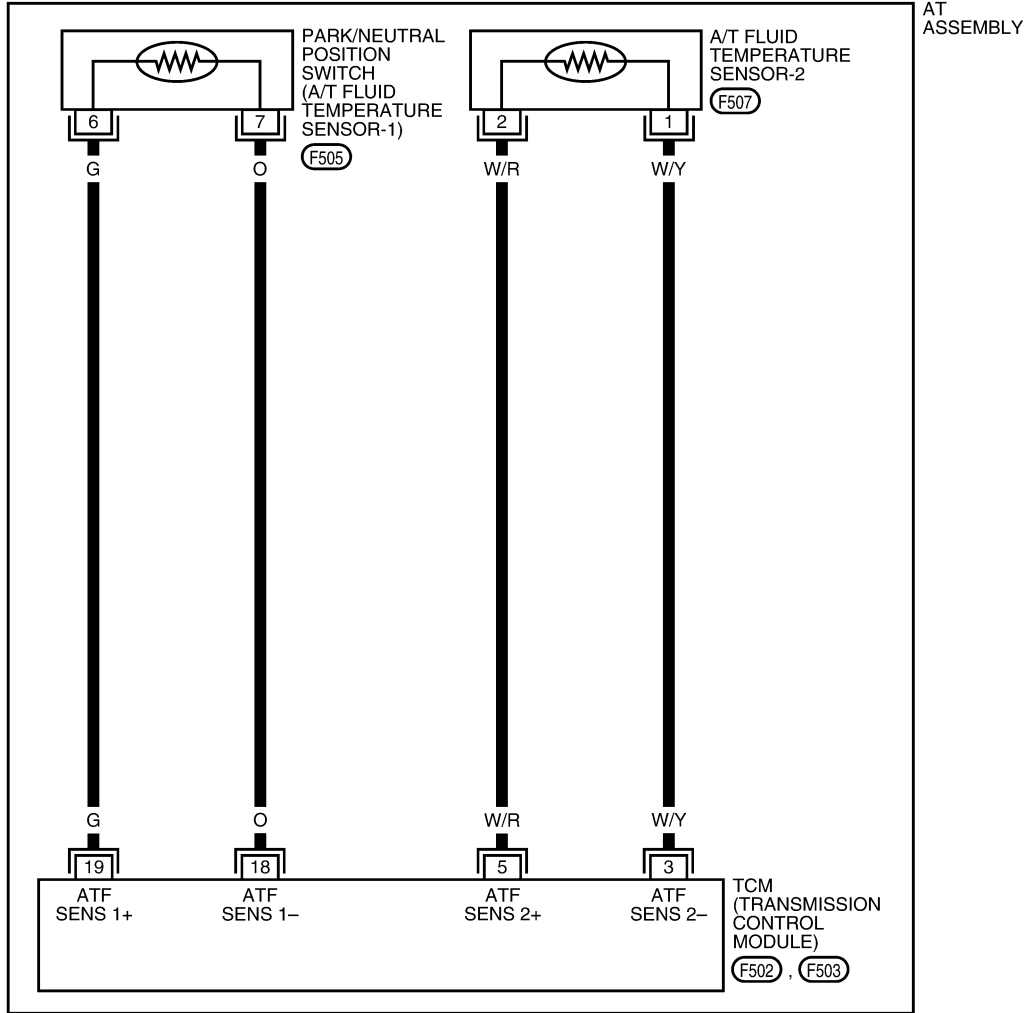 AT
ASSEMBLY
PARK/NEUTRAL
POSITION
SWITCH
(A/T FLUID
TEMPERATURE
SENSOR-1)
F505
A/T FLUID
TEMPERATURE
SENSOR-2
F507
6 7 2 1
G O W/R W/Y
G O W/R W/Y
19 18 5 3
ATF
SENS 1+
ATF
SENS 1–
ATF
SENS 2+
ATF
SENS 2–
TCM
(TRANSMISSION
CONTROL
MODULE)
F502 , F503